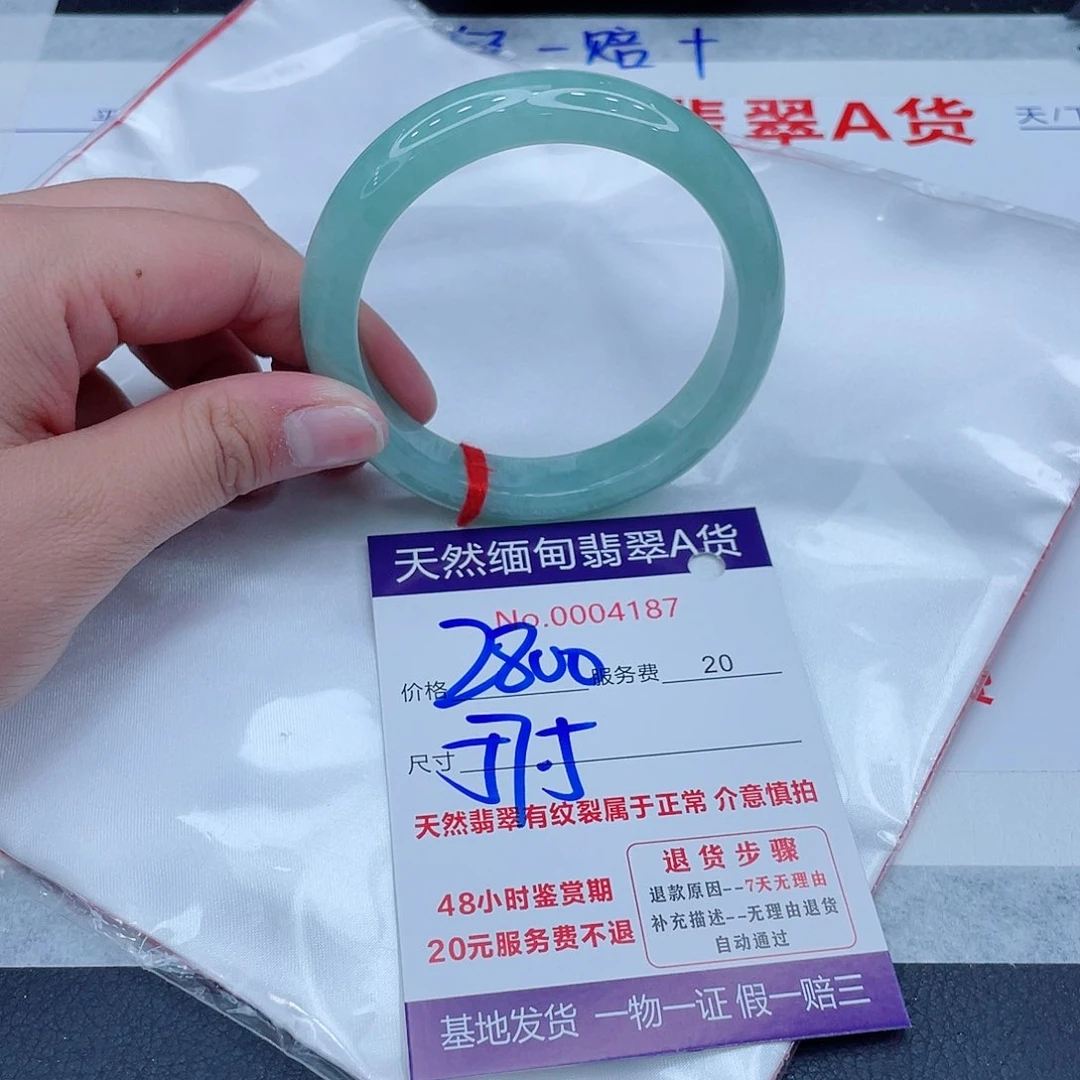 一赔十
翡翠A货
天然缅甸翡翠A货
No.0004187
价格 2800 服务费 20
尺寸
天然翡翠有纹裂属于正常 介意慎拍
48小时鉴赏期
20元服务费不退
退货步骤
退款原因--7天无理由
补充描述--无理由退货
自动通过
基地发货 一物一证 假一赔三